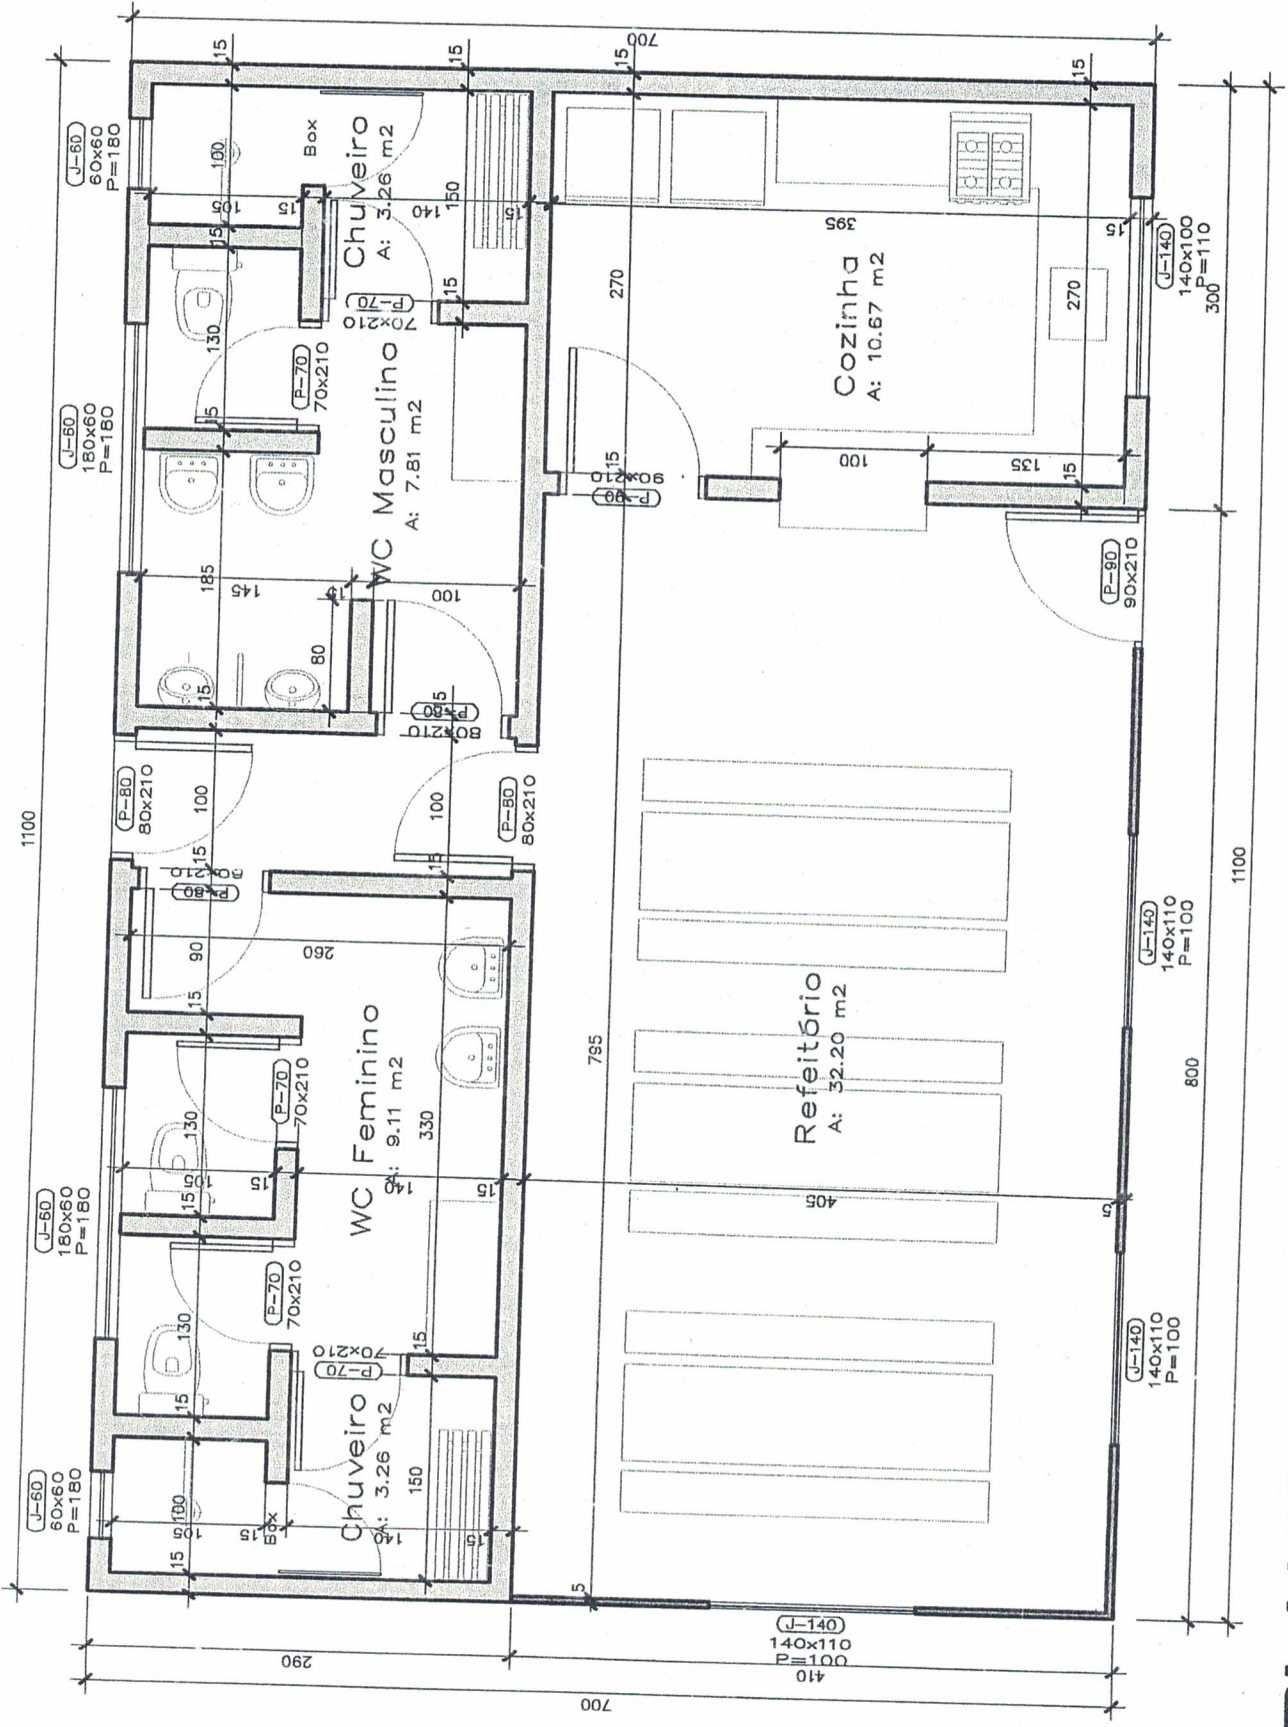 1100
700
J-60
60x60
P=180
J-60
180x60
P=180
P-80
80x210
J-60
180x60
P=180
J-60
60x60
P=180
15
15
15
15
100
Box
105
15
15
Chuveiro
A: 3.26 m2
140
150
15
15
130
P-70
70x210
P-70
70x210
15
WC Masculino
A: 7.81 m2
185
145
15
100
80
15
15
P-80
80x210
100
100
P-80
80x210
15
15
P-80
80x210
90
260
15
WC Feminino
A: 9.11 m2
330
130
P-70
70x210
105
15
140
15
15
130
P-70
70x210
15
15
P-70
70x210
Chuveiro
A: 3.26 m2
150
100
105
15
Box
140
15
15
270
395
15
Cozinha
A: 10.67 m2
270
J-140
140x100
P=110
300
15
P-90
90x210
100
135
15
P-90
90x210
795
Refeitório
A: 32.20 m2
405
5
5
J-140
140x110
P=100
J-140
140x110
P=100
J-140
140x110
P=100
1100
800
290
410
700